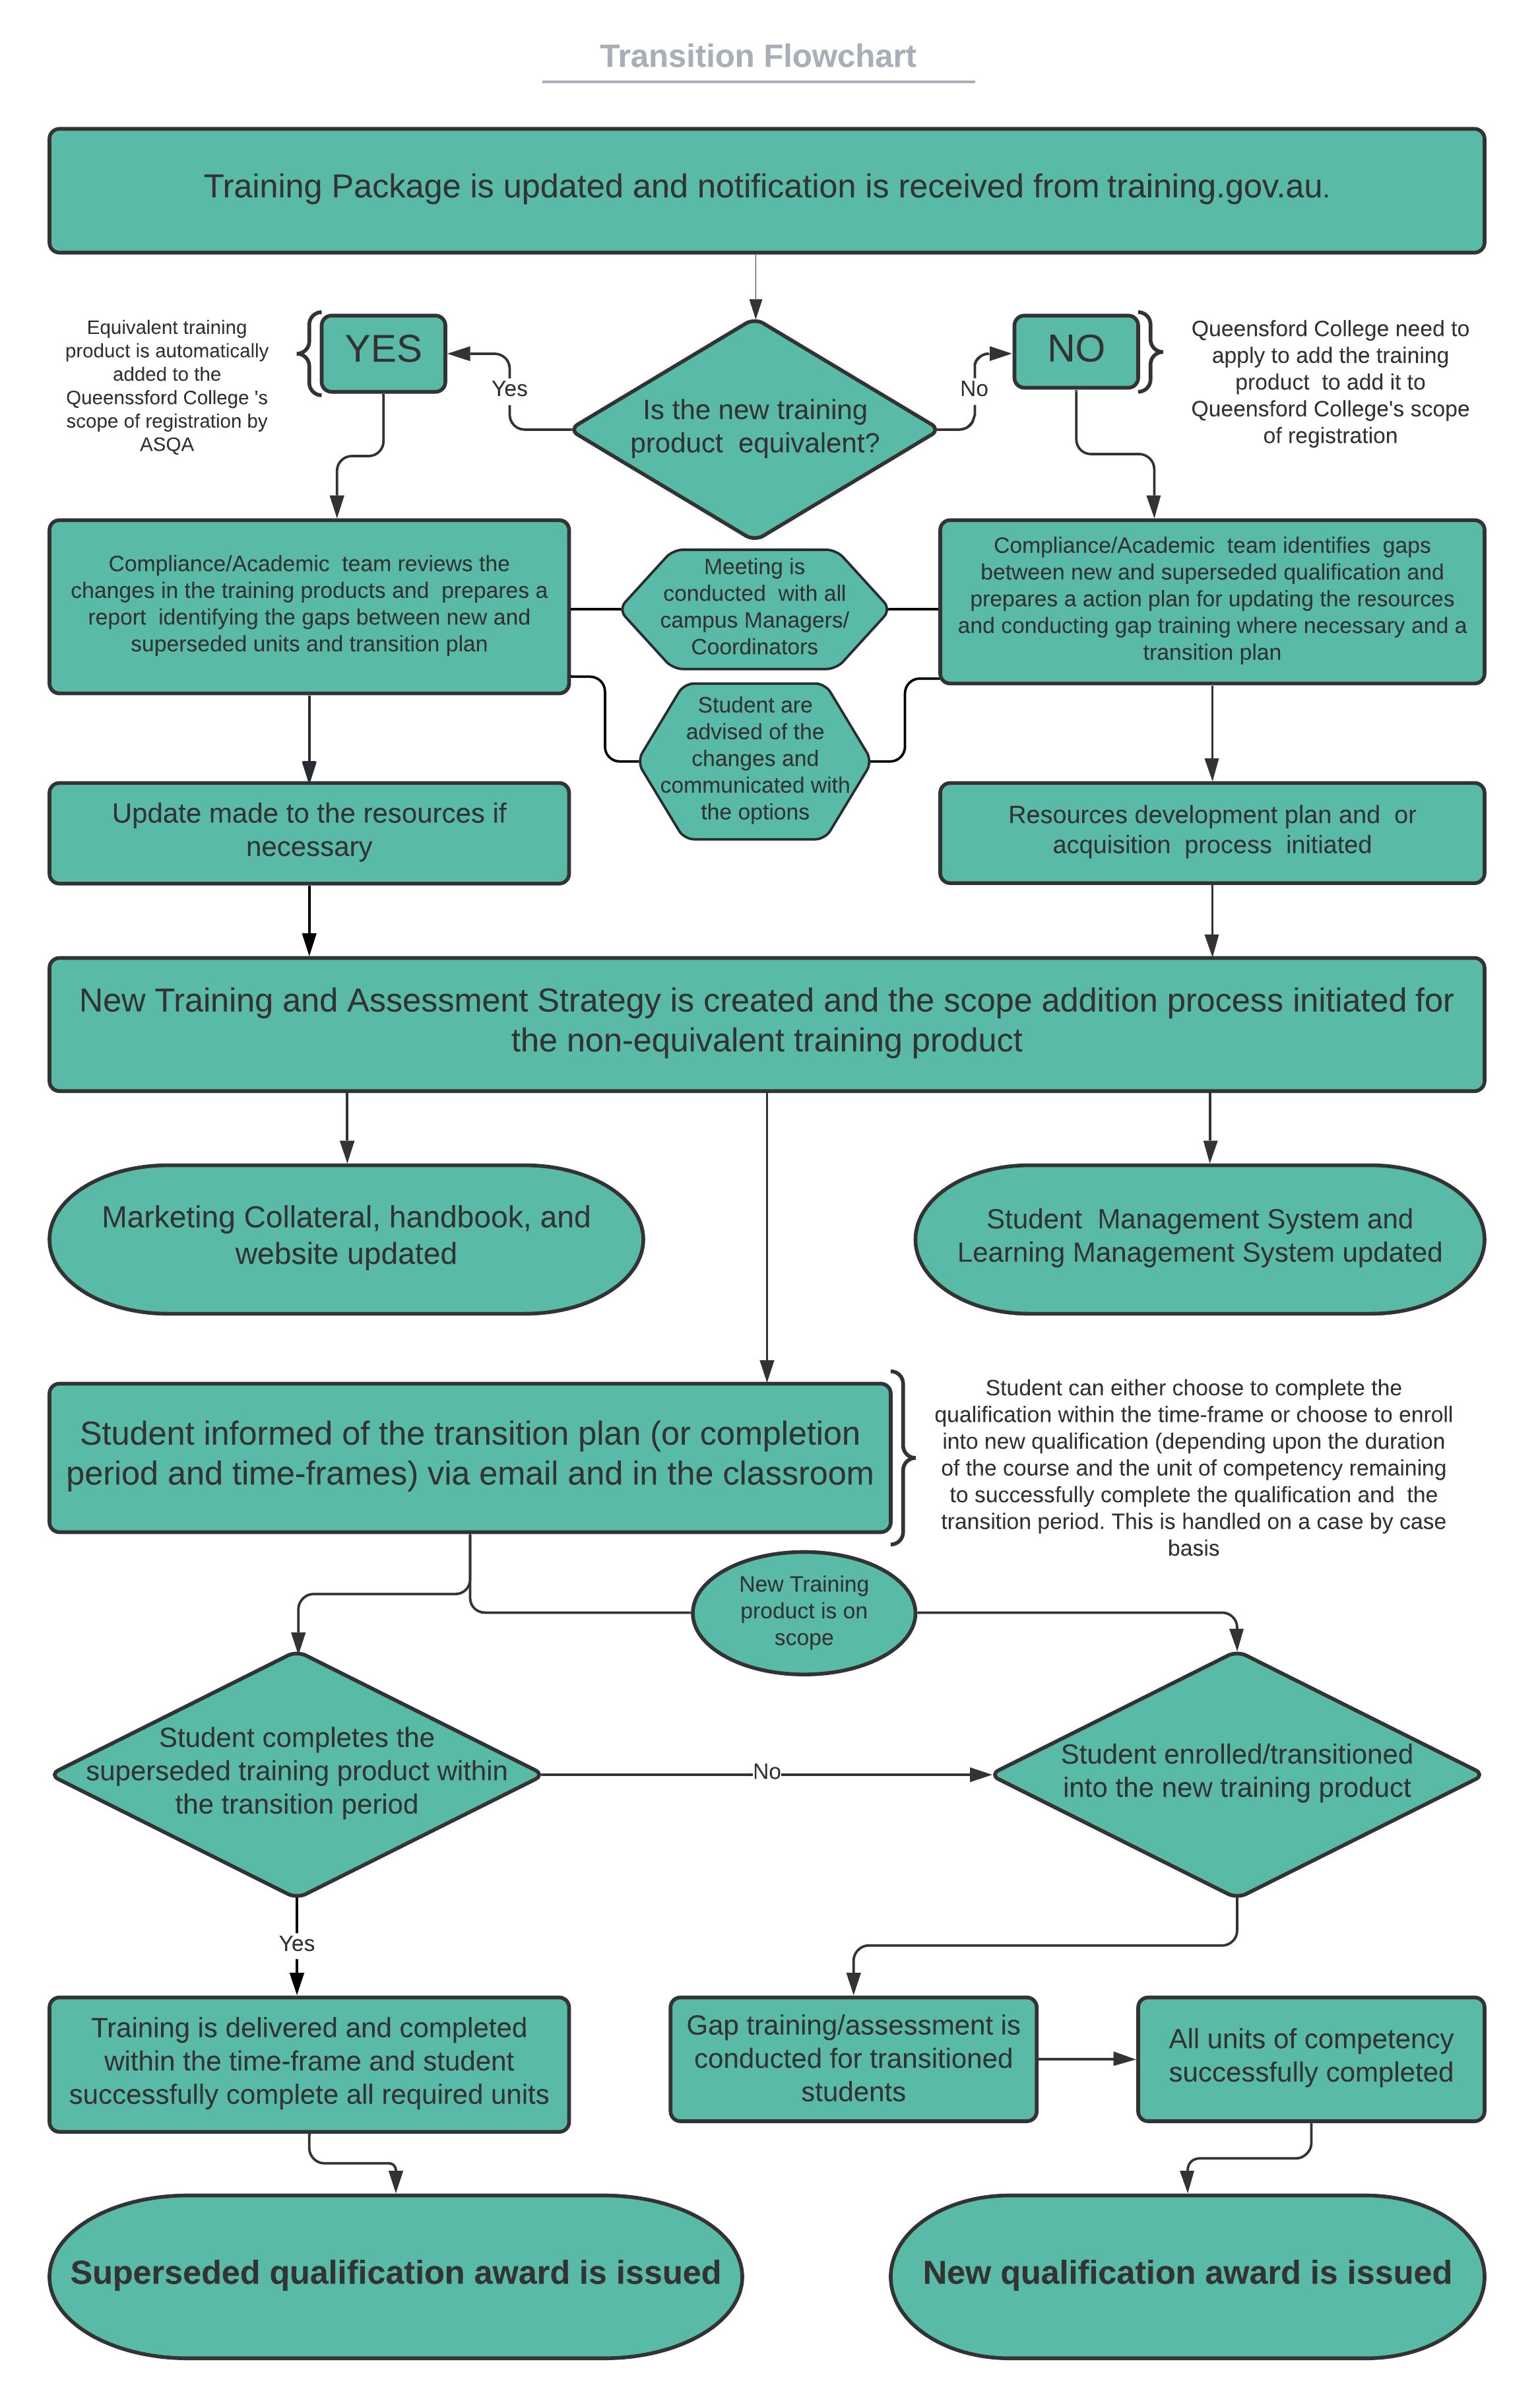 Transition Flowchart
Training Package is updated and notification is received from training.gov.au.
Equivalent training
product is automatically
added to the
Queenssford College 's
scope of registration by
ASQA
YES
Yes
Is the new training
product equivalent?
No
NO
Queensford College need to
apply to add the training
product to add it to
Queensford College's scope
of registration
Compliance/Academic team reviews the
changes in the training products and prepares a
report identifying the gaps between new and
superseded units and transition plan
Meeting is
conducted with all
campus Managers/
Coordinators
Compliance/Academic team identifies gaps
between new and superseded qualification and
prepares a action plan for updating the resources
and conducting gap training where necessary and a
transition plan
Student are
advised of the
changes and
communicated with
the options
Update made to the resources if
necessary
Resources development plan and or
acquisition process initiated
New Training and Assessment Strategy is created and the scope addition process initiated for
the non-equivalent training product
Marketing Collateral, handbook, and
website updated
Student Management System and
Learning Management System updated
Student informed of the transition plan (or completion
period and time-frames) via email and in the classroom
Student can either choose to complete the
qualification within the time-frame or choose to enroll
into new qualification (depending upon the duration
of the course and the unit of competency remaining
to successfully complete the qualification and the
transition period. This is handled on a case by case
basis
New Training
product is on
scope
Student completes the
superseded training product within
the transition period
No
Student enrolled/transitioned
into the new training product
Yes
Training is delivered and completed
within the time-frame and student
successfully complete all required units
Gap training/assessment is
conducted for transitioned
students
All units of competency
successfully completed
Superseded qualification award is issued
New qualification award is issued